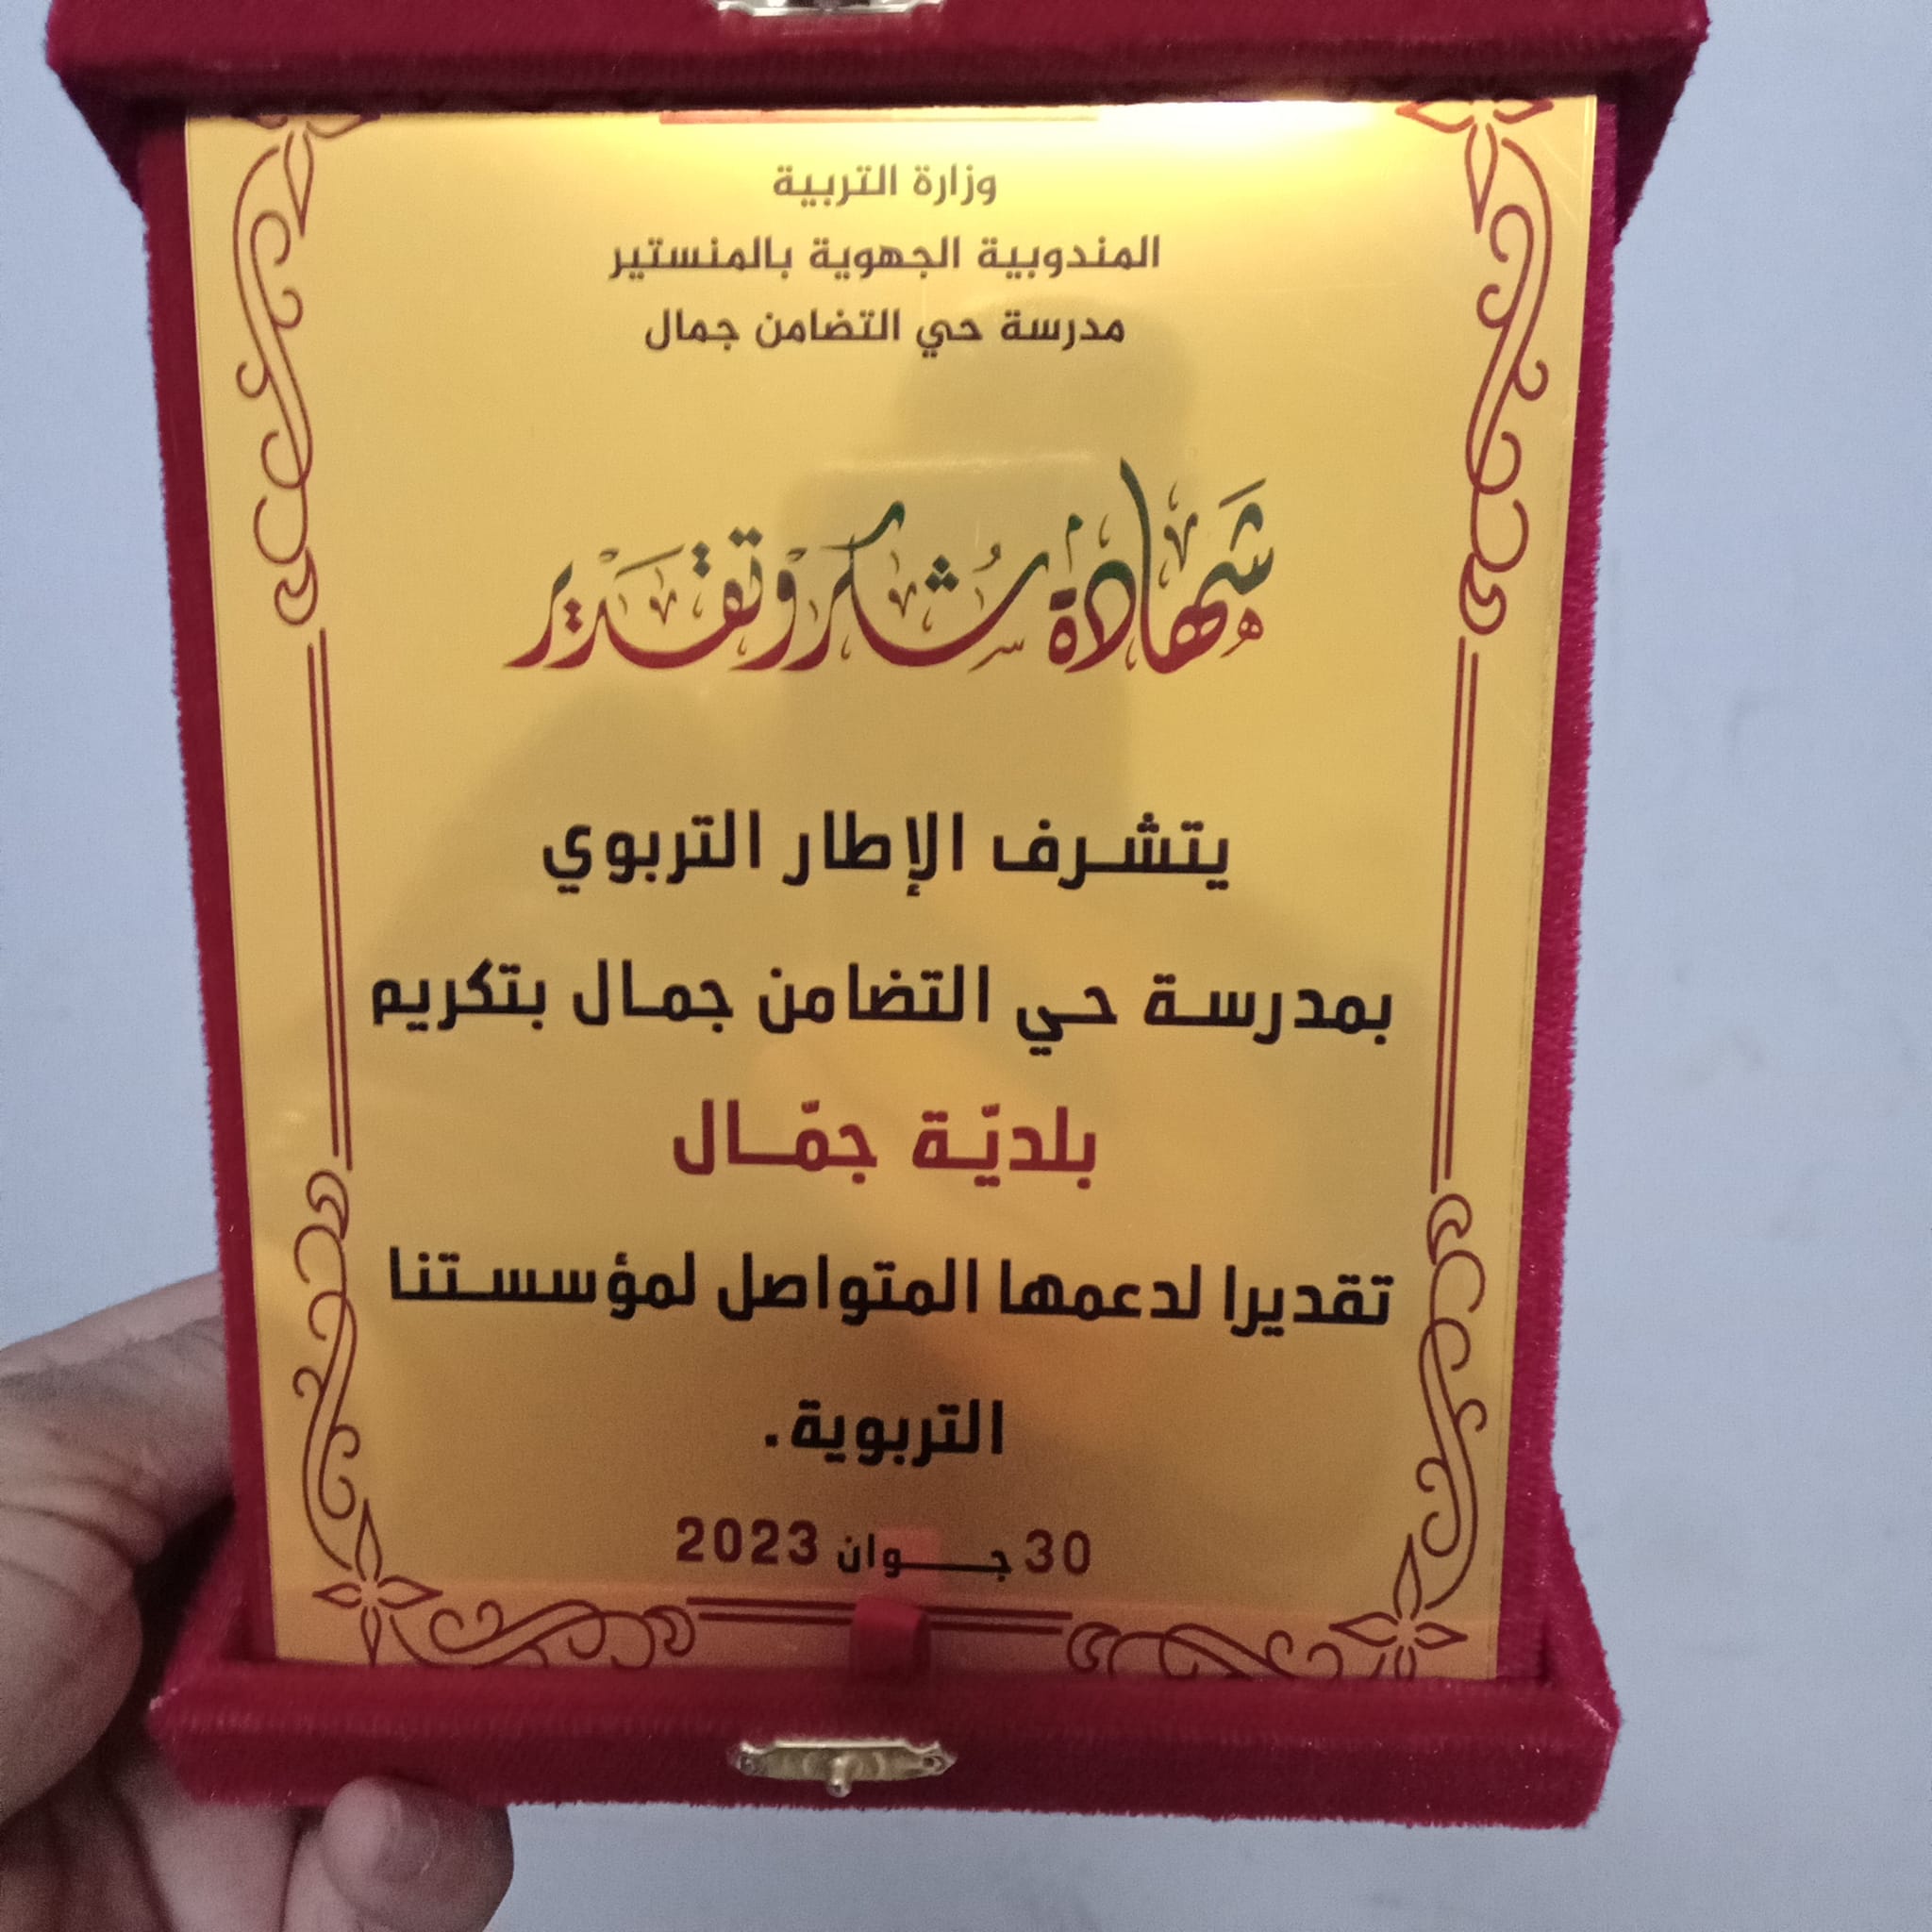 وزارة التربية
المندوبية الجهوية بالمنستير
مدرسة حي التضامن جمال
شهادة شكر وتقدير
يتشرف الإطار التربوي
بمدرسة حي التضامن جمال بتكريم
بلديّة جمّال
تقديرا لدعمها المتواصل لمؤسستنا
التربوية.
30 جوان 2023